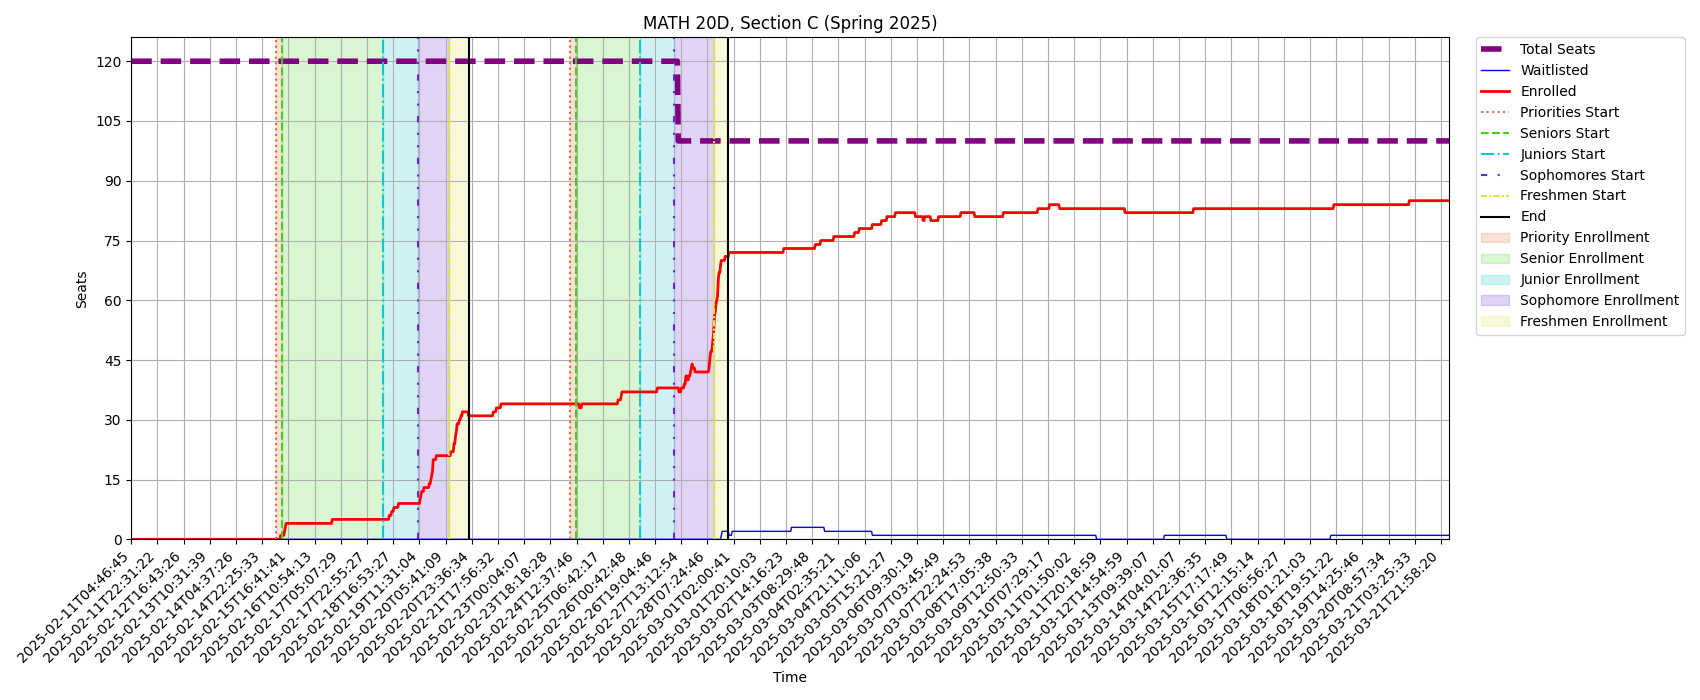 MATH 20D, Section C (Spring 2025)
Seats
120
105
90
75
60
45
30
15
0
2025-02-11T04:46:45
2025-02-11T22:31:22
2025-02-12T16:43:26
2025-02-13T10:31:39
2025-02-14T04:37:26
2025-02-14T22:25:33
2025-02-15T16:41:41
2025-02-16T10:54:13
2025-02-17T05:07:29
2025-02-17T22:55:27
2025-02-18T16:53:27
2025-02-19T11:31:04
2025-02-20T05:41:09
2025-02-20T23:36:34
2025-02-21T17:56:32
2025-02-23T00:04:07
2025-02-23T18:18:28
2025-02-24T12:37:46
2025-02-25T06:42:17
2025-02-26T00:42:48
2025-02-26T19:04:46
2025-02-27T13:12:54
2025-02-28T07:24:46
2025-03-01T02:00:41
2025-03-01T20:10:03
2025-03-02T14:16:23
2025-03-03T08:29:48
2025-03-04T02:35:21
2025-03-04T21:11:06
2025-03-05T15:21:27
2025-03-06T09:30:19
2025-03-07T03:45:49
2025-03-07T22:24:53
2025-03-08T17:05:38
2025-03-09T12:50:33
2025-03-10T07:29:17
2025-03-11T01:50:02
2025-03-11T20:18:59
2025-03-12T14:54:59
2025-03-13T09:39:07
2025-03-14T04:01:07
2025-03-14T22:36:35
2025-03-15T17:17:49
2025-03-16T12:15:14
2025-03-17T06:56:27
2025-03-18T01:21:03
2025-03-18T19:51:22
2025-03-19T14:25:46
2025-03-20T08:57:34
2025-03-21T03:25:33
2025-03-21T21:58:20
Time
Total Seats
Waitlisted
Enrolled
Priorities Start
Seniors Start
Juniors Start
Sophomores Start
Freshmen Start
End
Priority Enrollment
Senior Enrollment
Junior Enrollment
Sophomore Enrollment
Freshmen Enrollment